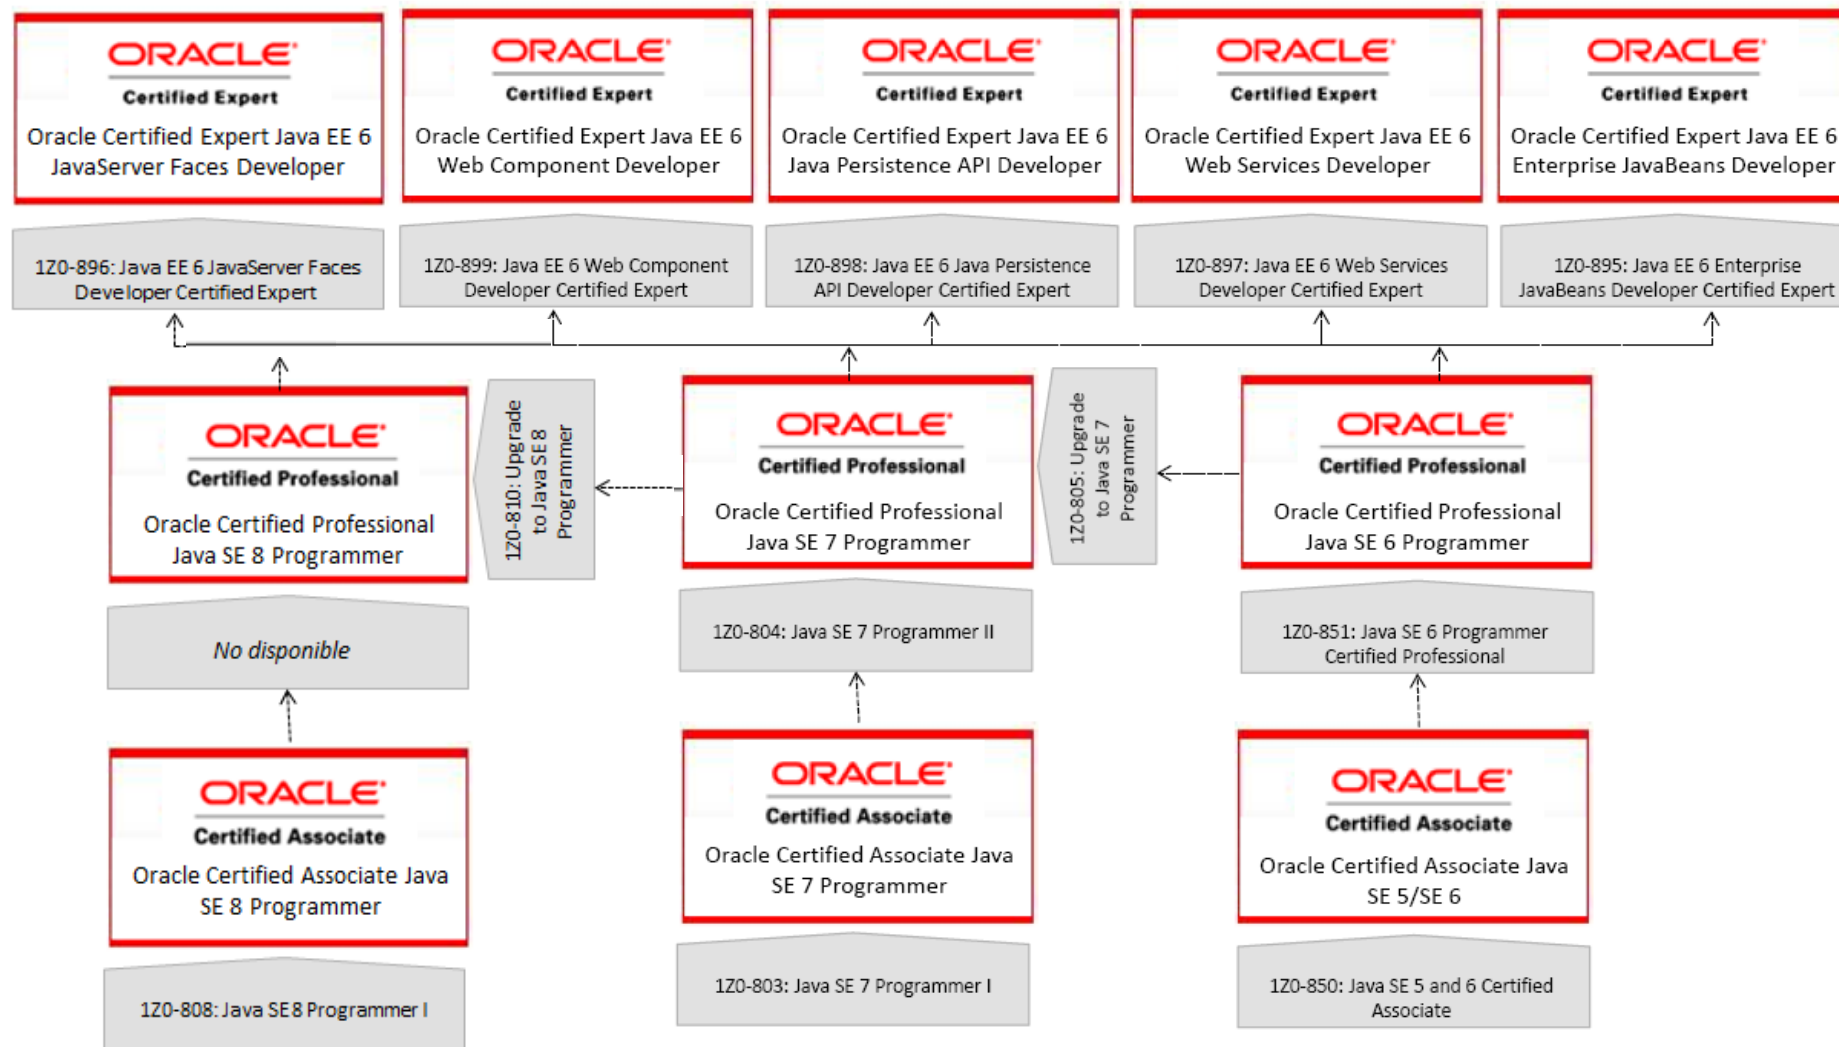 ORACLE
Certified Expert
Oracle Certified Expert Java EE 6
JavaServer Faces Developer
ORACLE
Certified Expert
Oracle Certified Expert Java EE 6
Web Component Developer
ORACLE
Certified Expert
Oracle Certified Expert Java EE 6
Java Persistence API Developer
ORACLE
Certified Expert
Oracle Certified Expert Java EE 6
Web Services Developer
ORACLE
Certified Expert
Oracle Certified Expert Java EE 6
Enterprise JavaBeans Developer
1Z0-896: Java EE 6 JavaServer Faces
Developer Certified Expert
1Z0-899: Java EE 6 Web Component
Developer Certified Expert
1Z0-898: Java EE 6 Java Persistence
API Developer Certified Expert
1Z0-897: Java EE 6 Web Services
Developer Certified Expert
1Z0-895: Java EE 6 Enterprise
JavaBeans Developer Certified Expert
ORACLE
Certified Professional
Oracle Certified Professional
Java SE 8 Programmer
1Z0-810: Upgrade
to Java SE 8
Programmer
ORACLE
Certified Professional
Oracle Certified Professional
Java SE 7 Programmer
1Z0-805: Upgrade
to Java SE 7
Programmer
ORACLE
Certified Professional
Oracle Certified Professional
Java SE 6 Programmer
No disponible
1Z0-804: Java SE 7 Programmer II
1Z0-851: Java SE 6 Programmer
Certified Professional
ORACLE
Certified Associate
Oracle Certified Associate Java
SE 8 Programmer
ORACLE
Certified Associate
Oracle Certified Associate Java
SE 7 Programmer
ORACLE
Certified Associate
Oracle Certified Associate Java
SE 5/SE 6
1Z0-808: Java SE8 Programmer I
1Z0-803: Java SE 7 Programmer I
1Z0-850: Java SE 5 and 6 Certified
Associate